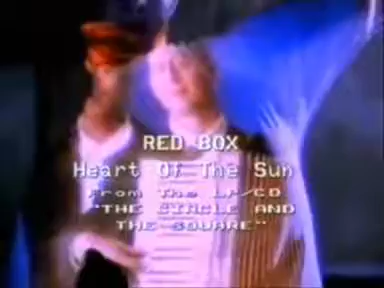 RED BOX
Heart Of The Sun
From The LP/CD
"THE CIRCLE AND
THE SQUARE"